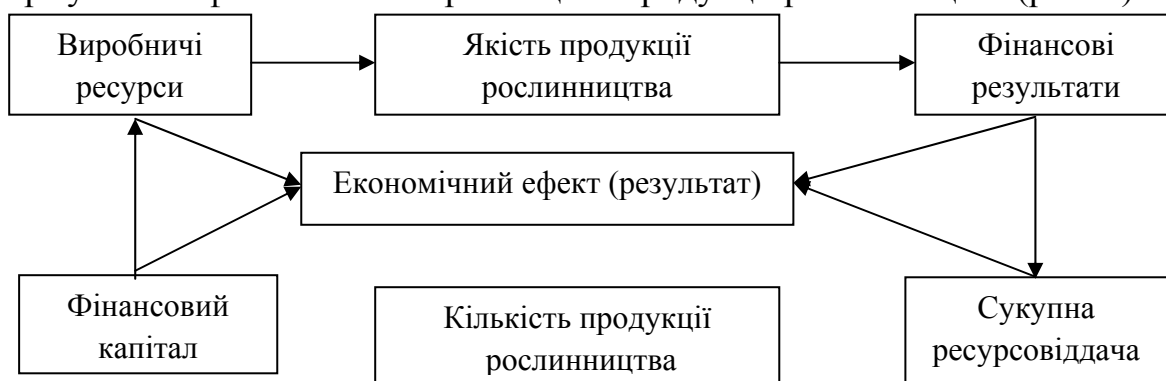 Виробничі
ресурси
Якість продукції
рослинництва
Фінансові
результати
Економічний ефект (результат)
Фінансовий
капітал
Кількість продукції
рослинництва
Сукупна
ресурсовіддача